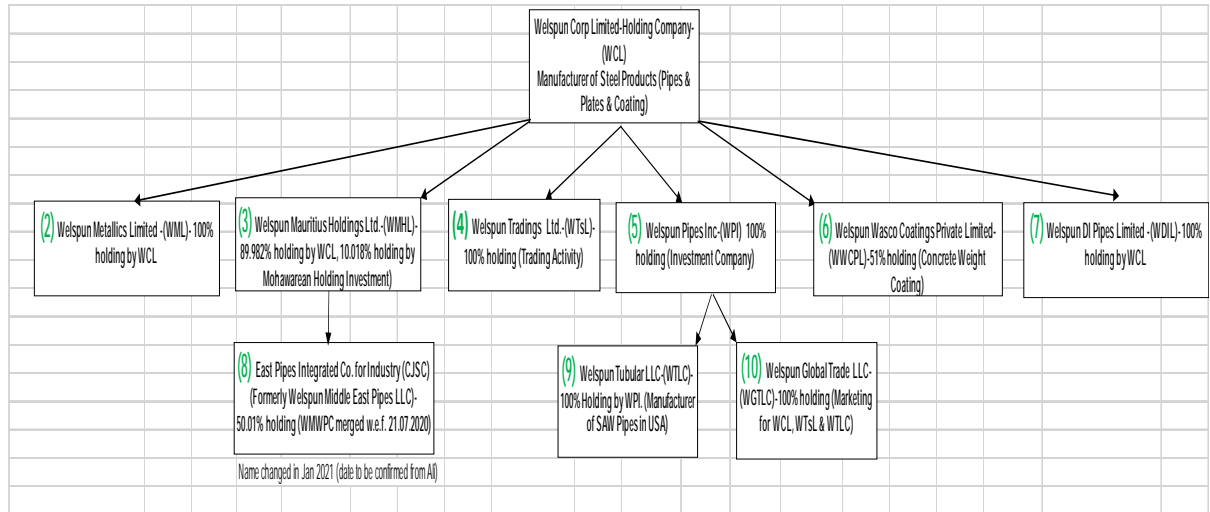 Welspun Corp Limited-Holding Company-
(WCL)
Manufacturer of Steel Products (Pipes &
Plates & Coating)
(2) Welspun Metallics Limited -(WML)- 100%
holding by WCL
(3) Welspun Mauritius Holdings Ltd.-(WMHL)-
89.982% holding by WCL, 10.018% holding by
Mohawarean Holding Investment)
(4) Welspun Tradings Ltd.-(WTsL)-
100% holding (Trading Activity)
(5) Welspun Pipes Inc-(WPI) 100%
holding (Investment Company)
(6) Welspun Wasco Coatings Private Limited-
(WWCPL)-51% holding (Concrete Weight
Coating)
(7) Welspun DI Pipes Limited -(WDIL)-100%
holding by WCL
(8) East Pipes Integrated Co. for Industry (CJSC)
(Formerly Welspun Middle East Pipes LLC)-
50.01% holding (WMWPC merged w.e.f. 21.07.2020)
Name changed in Jan 2021 (date to be confirmed from Ali)
(9) Welspun Tubular LLC-(WTLC)-
100% Holding by WPI. (Manufacturer
of SAW Pipes in USA)
(10) Welspun Global Trade LLC-
(WGTLC)-100% holding (Marketing
for WCL, WTsL & WTLC)